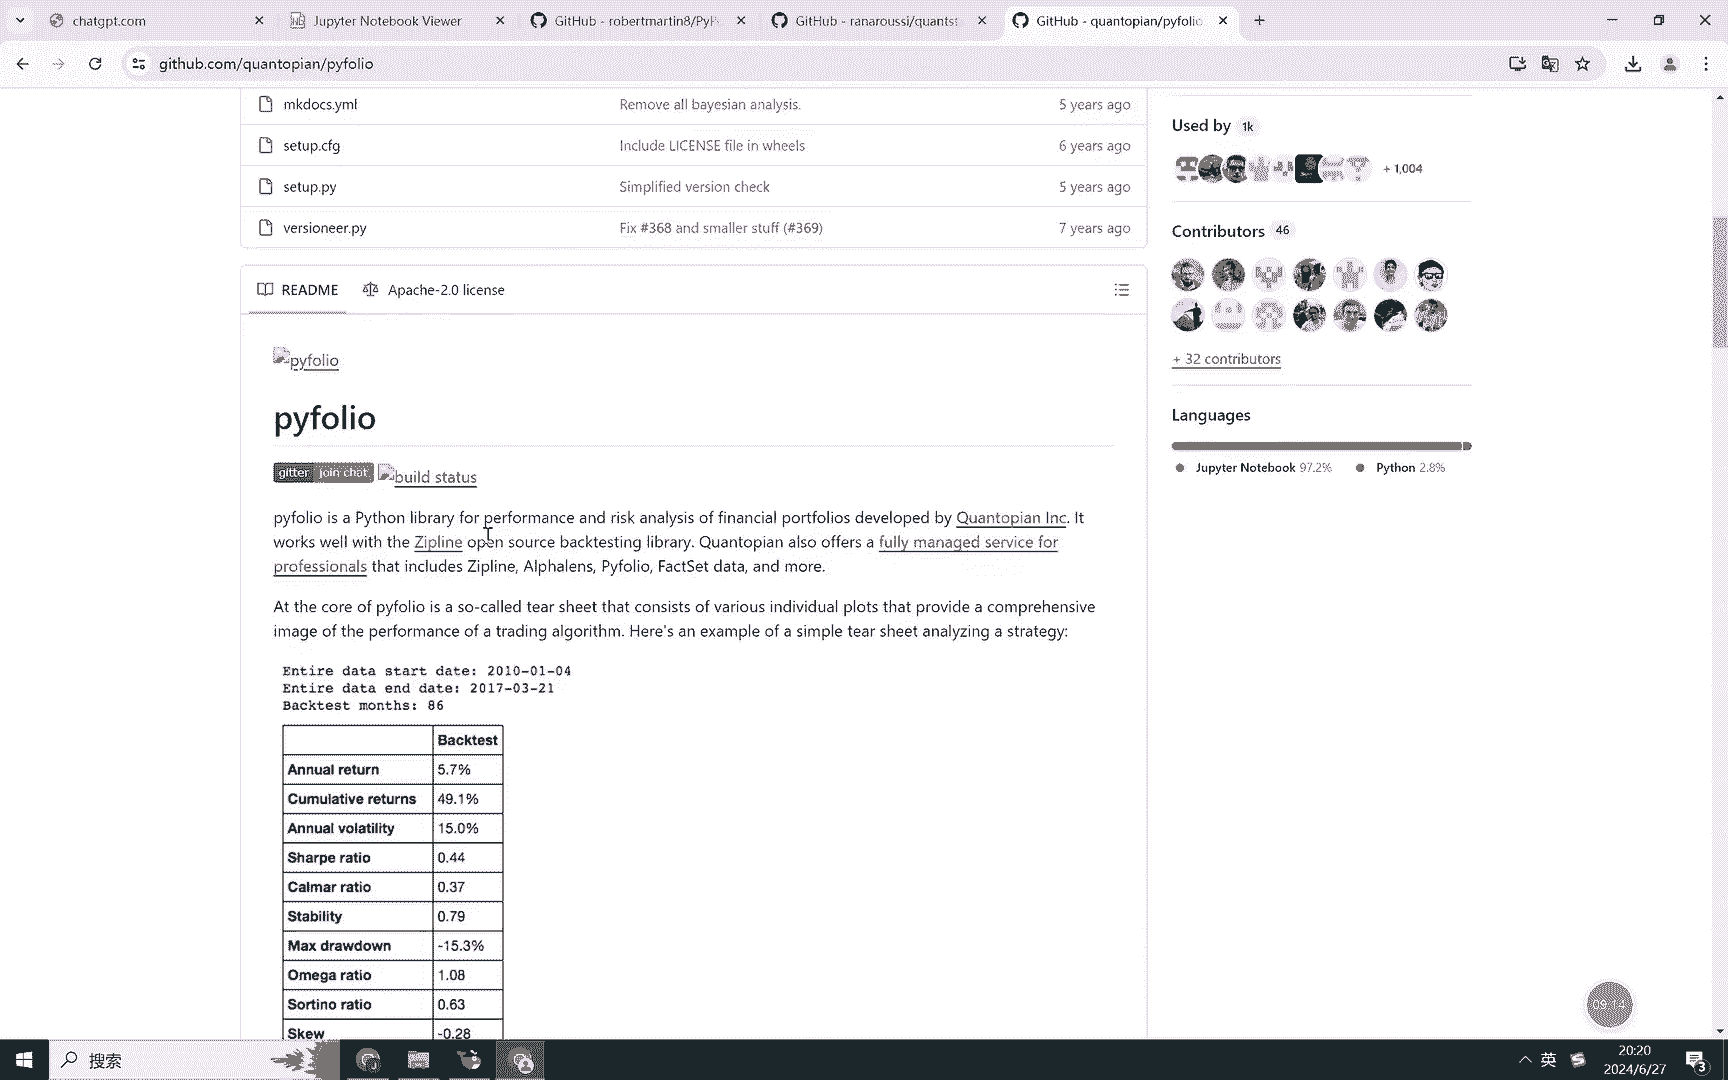 chatgpt.com
Jupyter Notebook Viewer
GitHub - robertmartin8/PyP
GitHub - ranaroussi/quantst
GitHub - quantopian/pyfolio
github.com/quantopian/pyfolio
mkdocs.yml Remove all bayesian analysis. 5 years ago
setup.cfg Include LICENSE file in wheels 6 years ago
setup.py Simplified version check 5 years ago
versioneer.py Fix #368 and smaller stuff (#369) 7 years ago
README Apache-2.0 license
pyfolio
pyfolio
gitter join chat build status
pyfolio is a Python library for performance and risk analysis of financial portfolios developed by Quantopian Inc. It
works well with the Zipline open source backtesting library. Quantopian also offers a fully managed service for
professionals that includes Zipline, Alphalens, Pyfolio, FactSet data, and more.
At the core of pyfolio is a so-called tear sheet that consists of various individual plots that provide a comprehensive
image of the performance of a trading algorithm. Here's an example of a simple tear sheet analyzing a strategy:
Entire data start date: 2010-01-04
Entire data end date: 2017-03-21
Backtest months: 86
Backtest
Annual return 5.7%
Cumulative returns 49.1%
Annual volatility 15.0%
Sharpe ratio 0.44
Calmar ratio 0.37
Stability 0.79
Max drawdown -15.3%
Omega ratio 1.08
Sortino ratio 0.63
Skew -0.28
Used by 1k
+ 1,004
Contributors 46
+ 32 contributors
Languages
Jupyter Notebook 97.2% Python 2.8%
09:14
搜索
英
20:20
2024/6/27
3